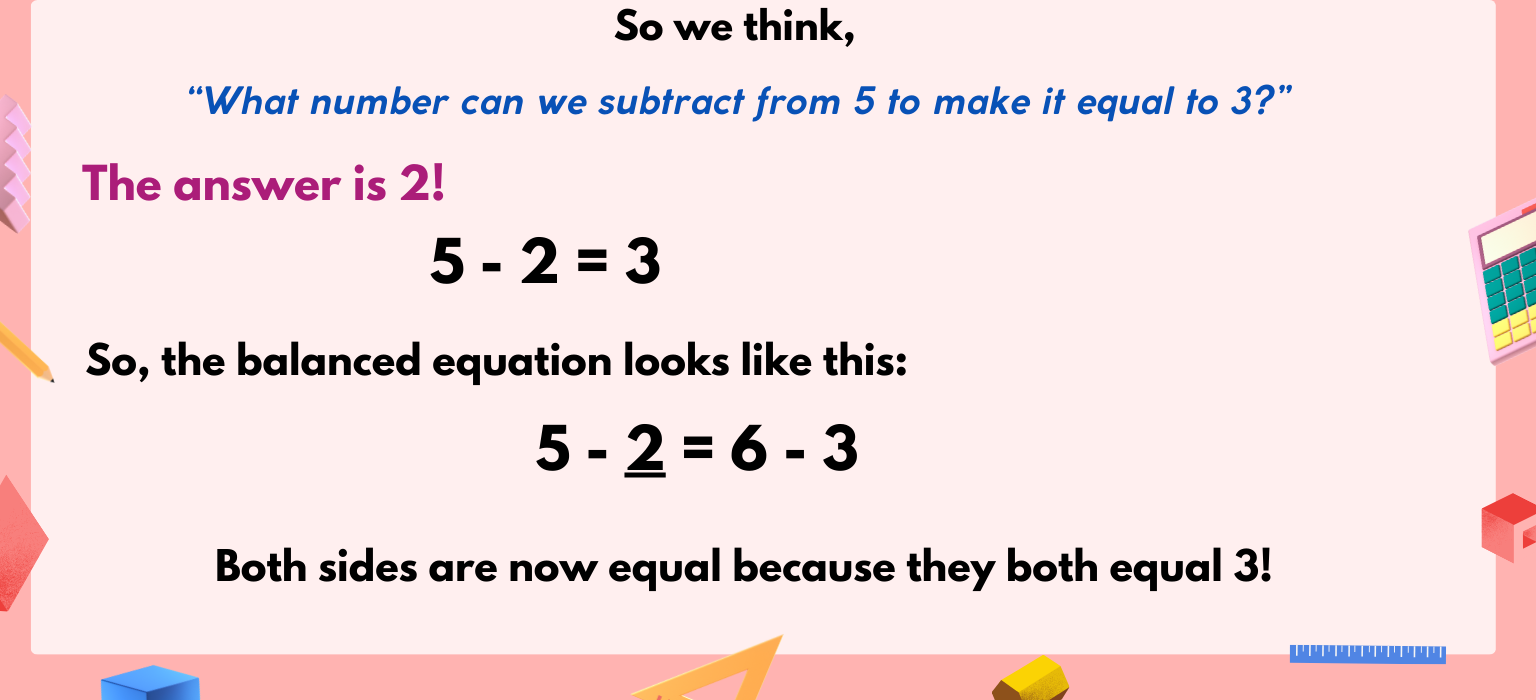 So we think,
“What number can we subtract from 5 to make it equal to 3?”
The answer is 2!
5 - 2 = 3
So, the balanced equation looks like this:
5 - 2 = 6 - 3
Both sides are now equal because they both equal 3!